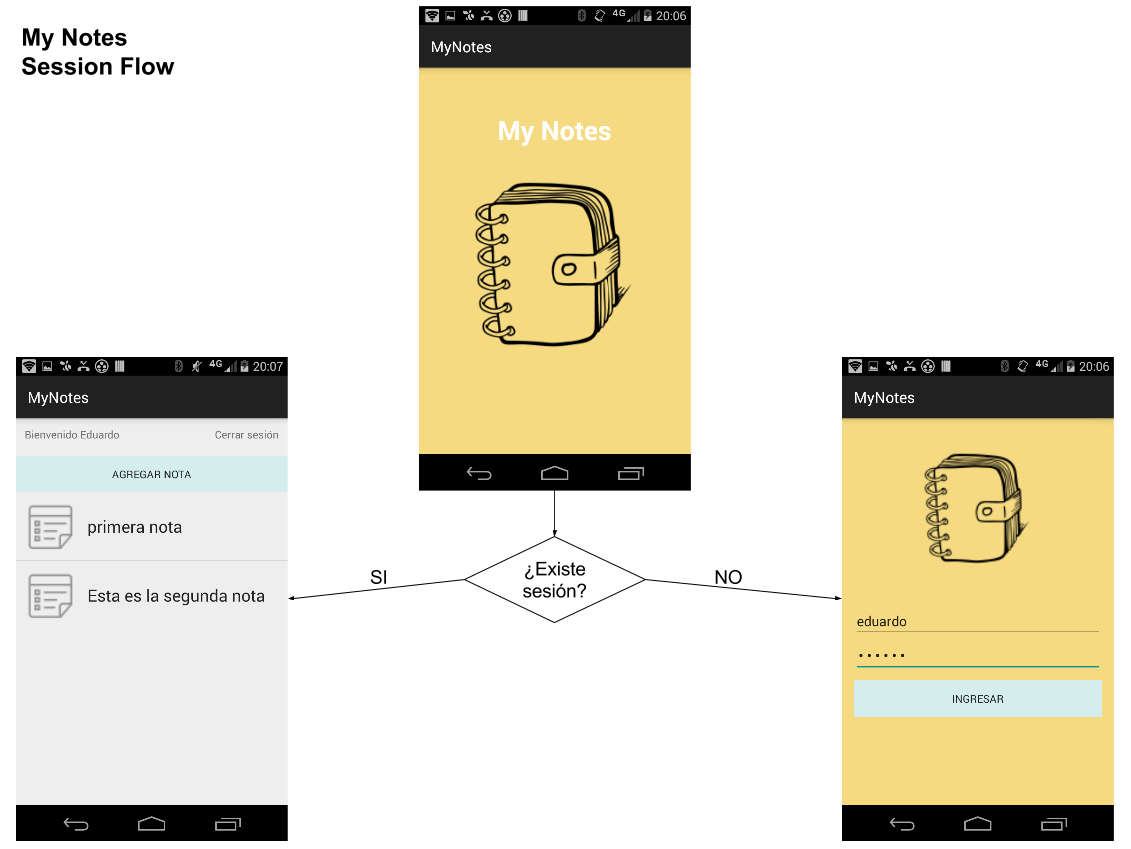 My Notes
Session Flow
4G 20:06
MyNotes
My Notes
¿Existe
sesión?
SI
NO
4G 20:07
MyNotes
Bienvenido Eduardo Cerrar sesión
AGREGAR NOTA
primera nota
Esta es la segunda nota
4G 20:06
MyNotes
eduardo
••••••
INGRESAR